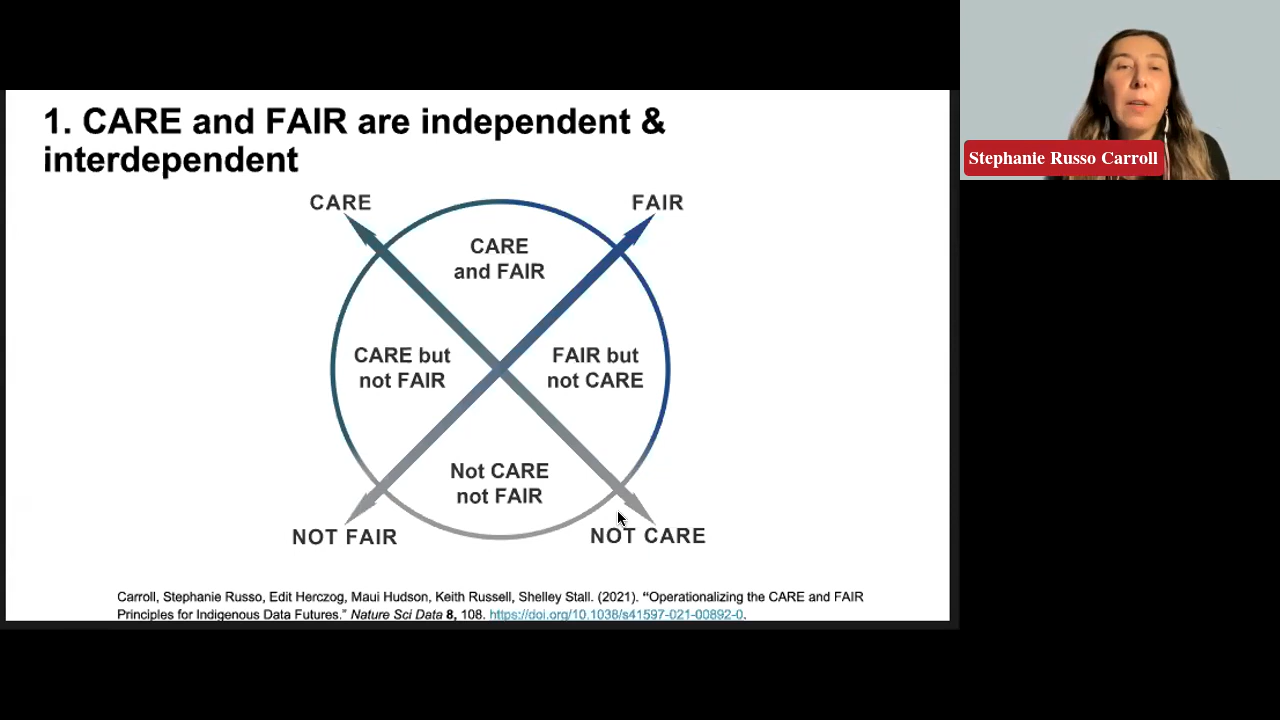 1. CARE and FAIR are independent &
interdependent
CARE
FAIR
CARE
and FAIR
CARE but
not FAIR
FAIR but
not CARE
Not CARE
not FAIR
NOT FAIR
NOT CARE
Carroll, Stephanie Russo, Edit Herczog, Maui Hudson, Keith Russell, Shelley Stall. (2021). “Operationalizing the CARE and FAIR
Principles for Indigenous Data Futures.” Nature Sci Data 8, 108. https://doi.org/10.1038/s41597-021-00892-0.
Stephanie Russo Carroll